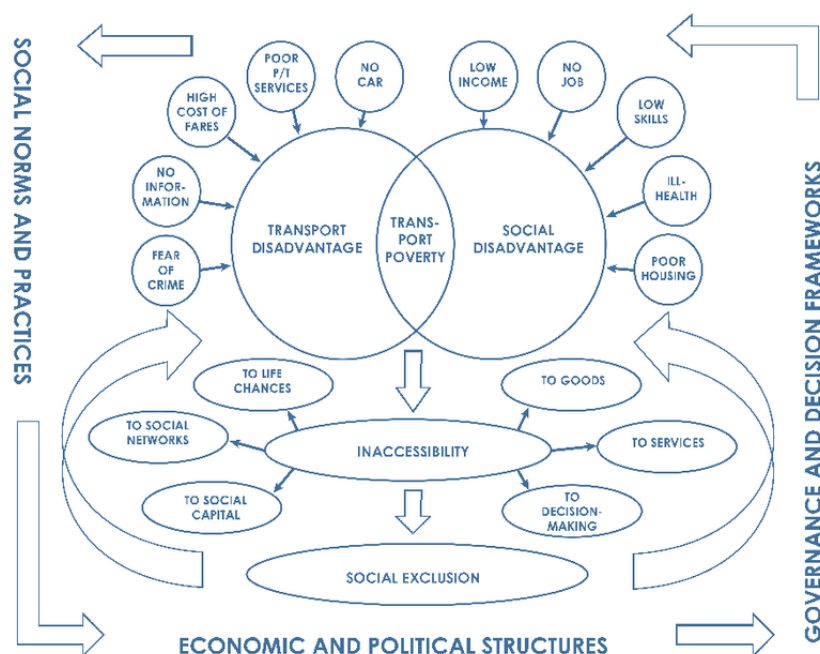 SOCIAL NORMS AND PRACTICES
GOVERNANCE AND DECISION FRAMEWORKS
ECONOMIC AND POLITICAL STRUCTURES
POOR
P/T
SERVICES
NO
CAR
LOW
INCOME
NO
JOB
HIGH
COST OF
FARES
LOW
SKILLS
NO
INFOR-
MATION
ILL-
HEALTH
FEAR
OF
CRIME
POOR
HOUSING
TRANSPORT
DISADVANTAGE
TRANS-
PORT
POVERTY
SOCIAL
DISADVANTAGE
TO LIFE
CHANCES
TO GOODS
TO SOCIAL
NETWORKS
INACCESSIBILITY
TO SERVICES
TO SOCIAL
CAPITAL
TO
DECISION-
MAKING
SOCIAL EXCLUSION